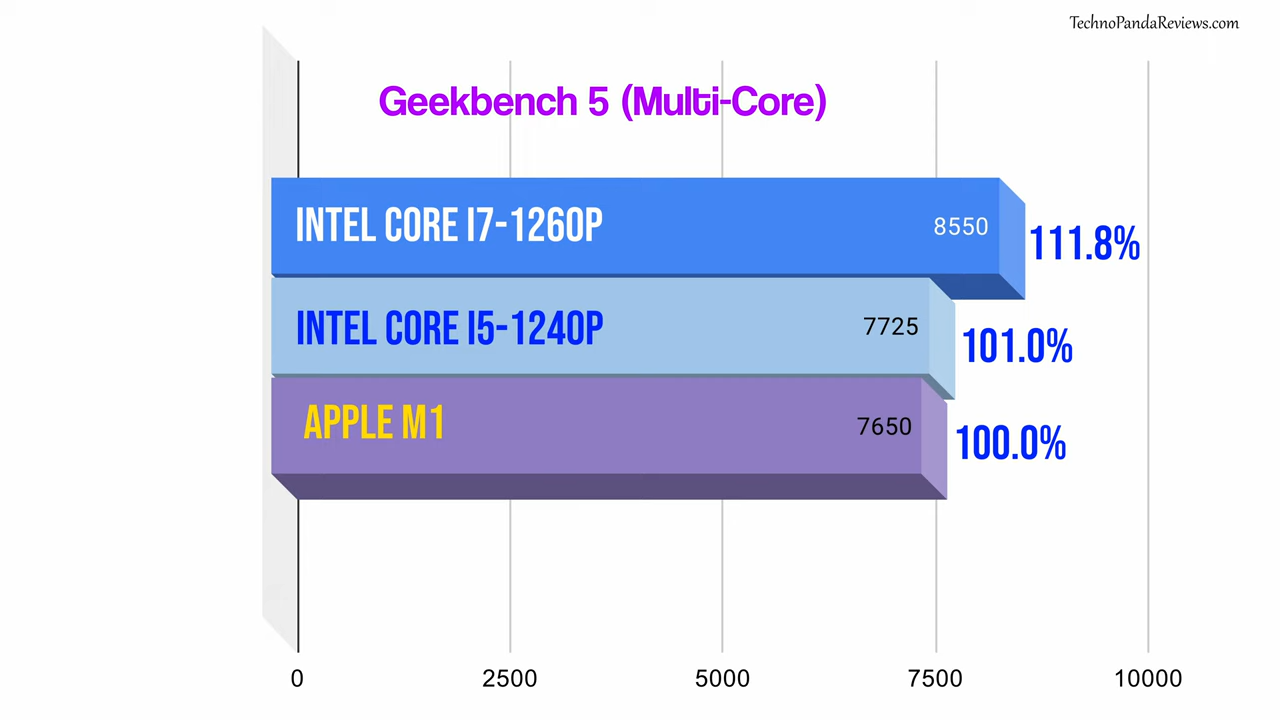 TechnoPandaReviews.com
Geekbench 5 (Multi-Core)
INTEL CORE I7-1260P 8550 111.8%
INTEL CORE I5-1240P 7725 101.0%
APPLE M1 7650 100.0%
0 2500 5000 7500 10000